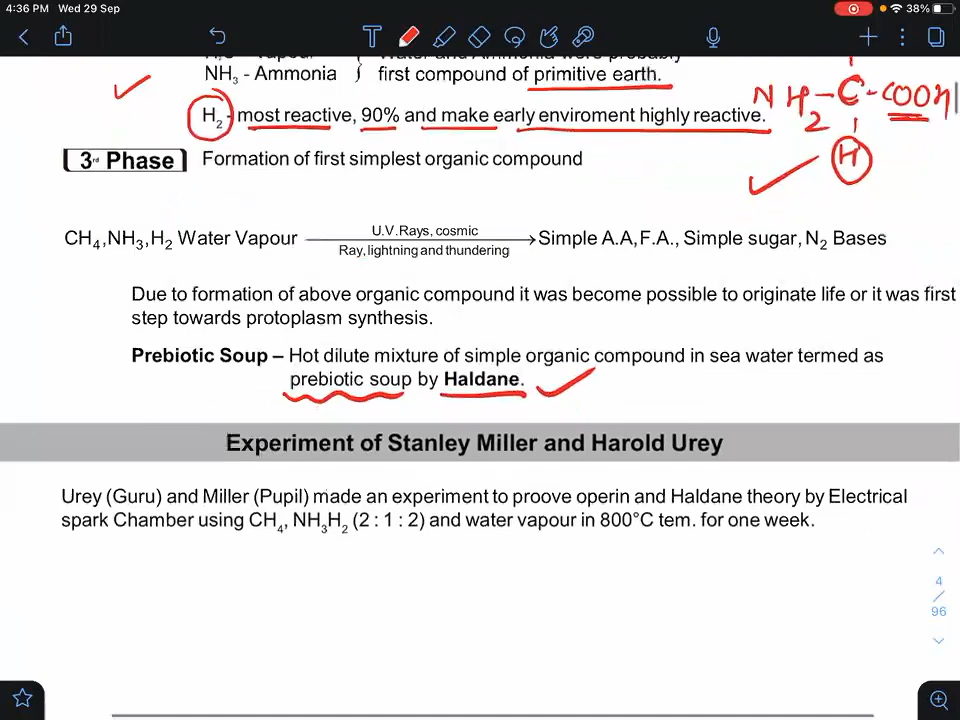 4:36 PM Wed 29 Sep
38%
NH3 - Ammonia } first compound of primitive earth.
H2 - most reactive, 90% and make early enviroment highly reactive.
NH2 - C - COOH
H
3rd Phase Formation of first simplest organic compound
CH4,NH3,H2 Water Vapour U.V.Rays, cosmic Ray, lightning and thundering → Simple A.A, F.A., Simple sugar, N2 Bases
Due to formation of above organic compound it was become possible to originate life or it was first
step towards protoplasm synthesis.
Prebiotic Soup – Hot dilute mixture of simple organic compound in sea water termed as
prebiotic soup by Haldane.
Experiment of Stanley Miller and Harold Urey
Urey (Guru) and Miller (Pupil) made an experiment to proove operin and Haldane theory by Electrical
spark Chamber using CH4, NH3H2 (2 : 1 : 2) and water vapour in 800°C tem. for one week.
4
/
96